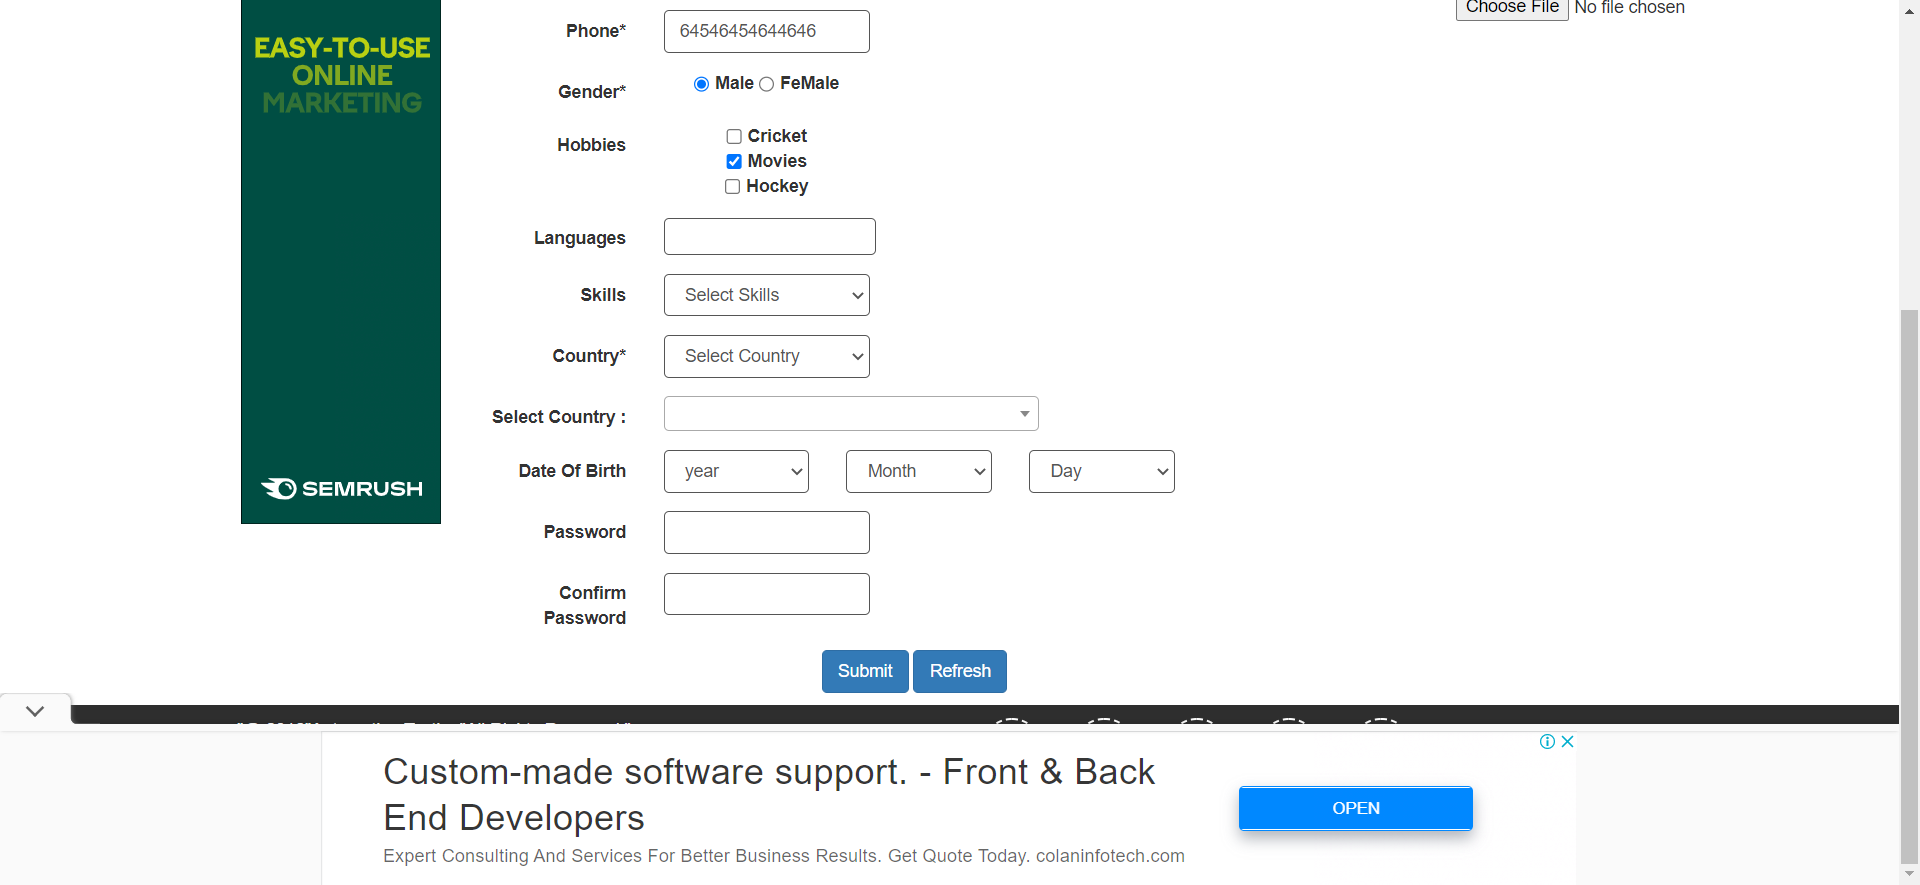 EASY-TO-USE
ONLINE
MARKETING
SEMRUSH
Choose File No file chosen
Phone* 64546454644646
Gender* Male FeMale
Hobbies Cricket
Movies
Hockey
Languages
Skills Select Skills
Country* Select Country
Select Country :
Date Of Birth year Month Day
Password
Confirm
Password
Submit Refresh
Custom-made software support. - Front & Back
End Developers
Expert Consulting And Services For Better Business Results. Get Quote Today. colaninfotech.com
OPEN